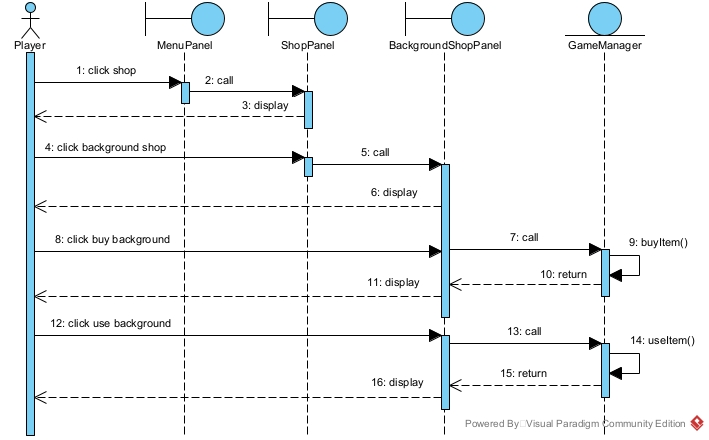 Player
MenuPanel
ShopPanel
BackgroundShopPanel
GameManager
1: click shop
2: call
3: display
4: click background shop
5: call
6: display
7: call
8: click buy background
9: buyItem()
10: return
11: display
12: click use background
13: call
14: useItem()
15: return
16: display
Powered By Visual Paradigm Community Edition